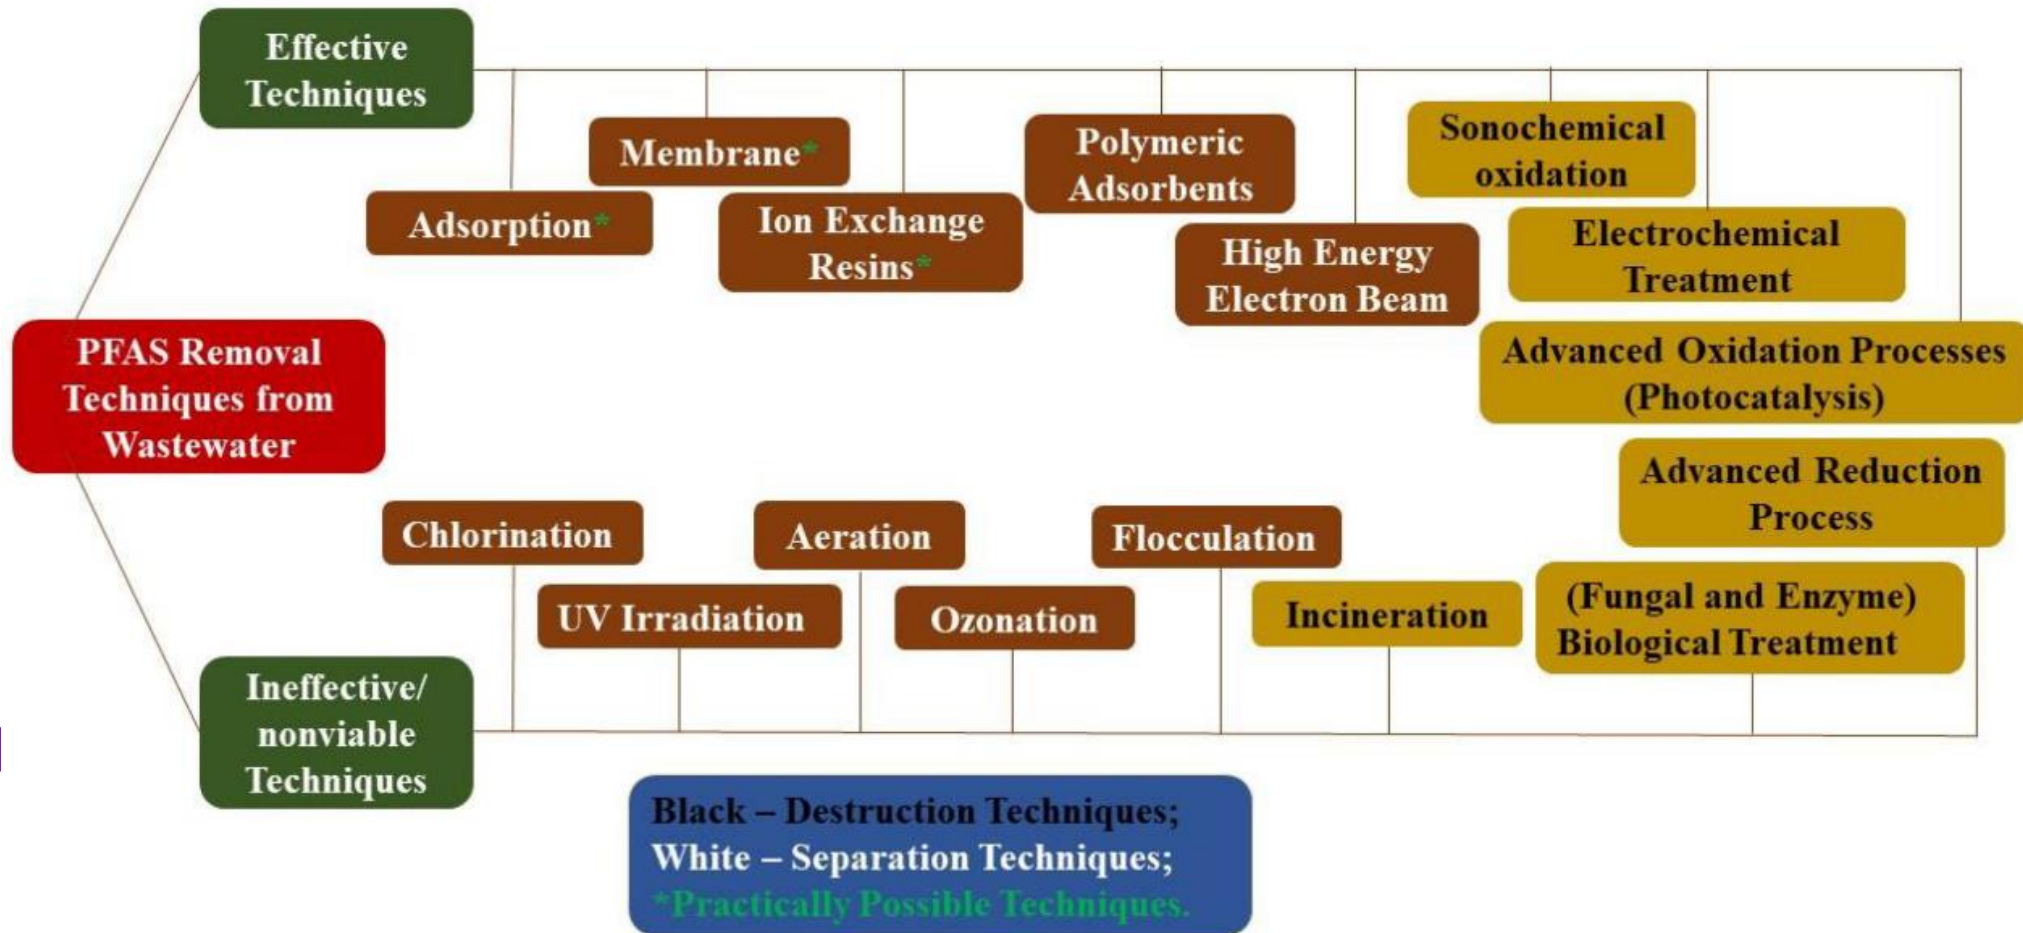 Effective
Techniques
Membrane*
Adsorption*
Ion Exchange
Resins*
Polymeric
Adsorbents
High Energy
Electron Beam
Sonochemical
oxidation
Electrochemical
Treatment
Advanced Oxidation Processes
(Photocatalysis)
PFAS Removal
Techniques from
Wastewater
Advanced Reduction
Process
Chlorination
UV Irradiation
Aeration
Ozonation
Flocculation
Incineration
(Fungal and Enzyme)
Biological Treatment
Ineffective/
nonviable
Techniques
Black – Destruction Techniques;
White – Separation Techniques;
*Practically Possible Techniques.